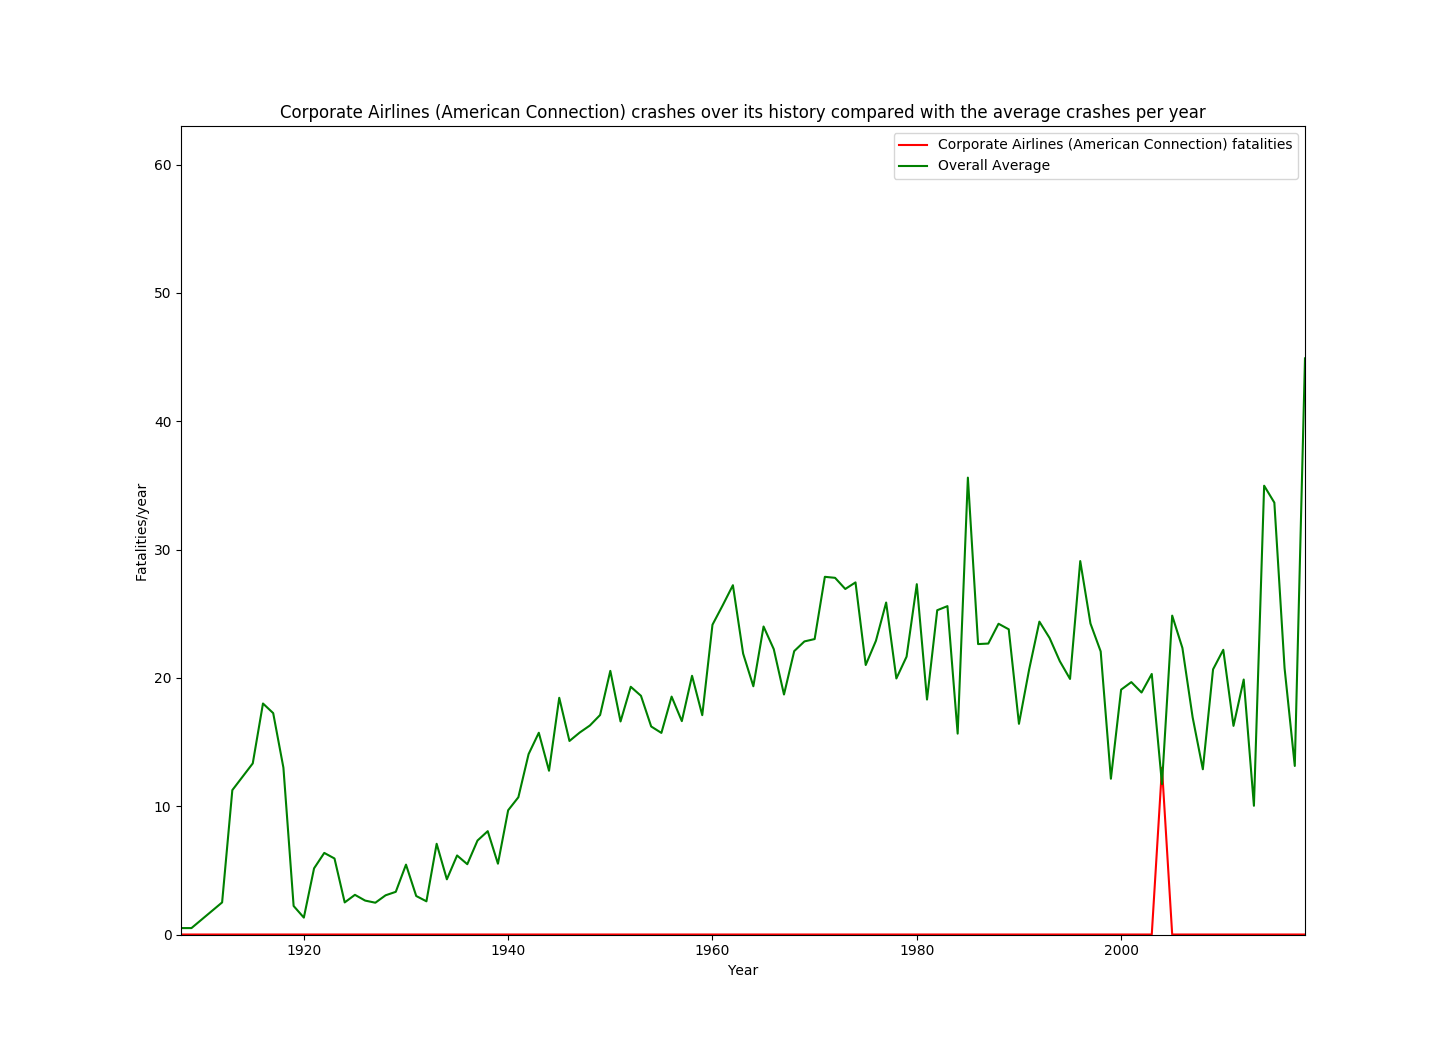 Corporate Airlines (American Connection) crashes over its history compared with the average crashes per year
Corporate Airlines (American Connection) fatalities
Overall Average
60
50
40
30
20
10
0
Fatalities/year
1920 1940 1960 1980 2000
Year